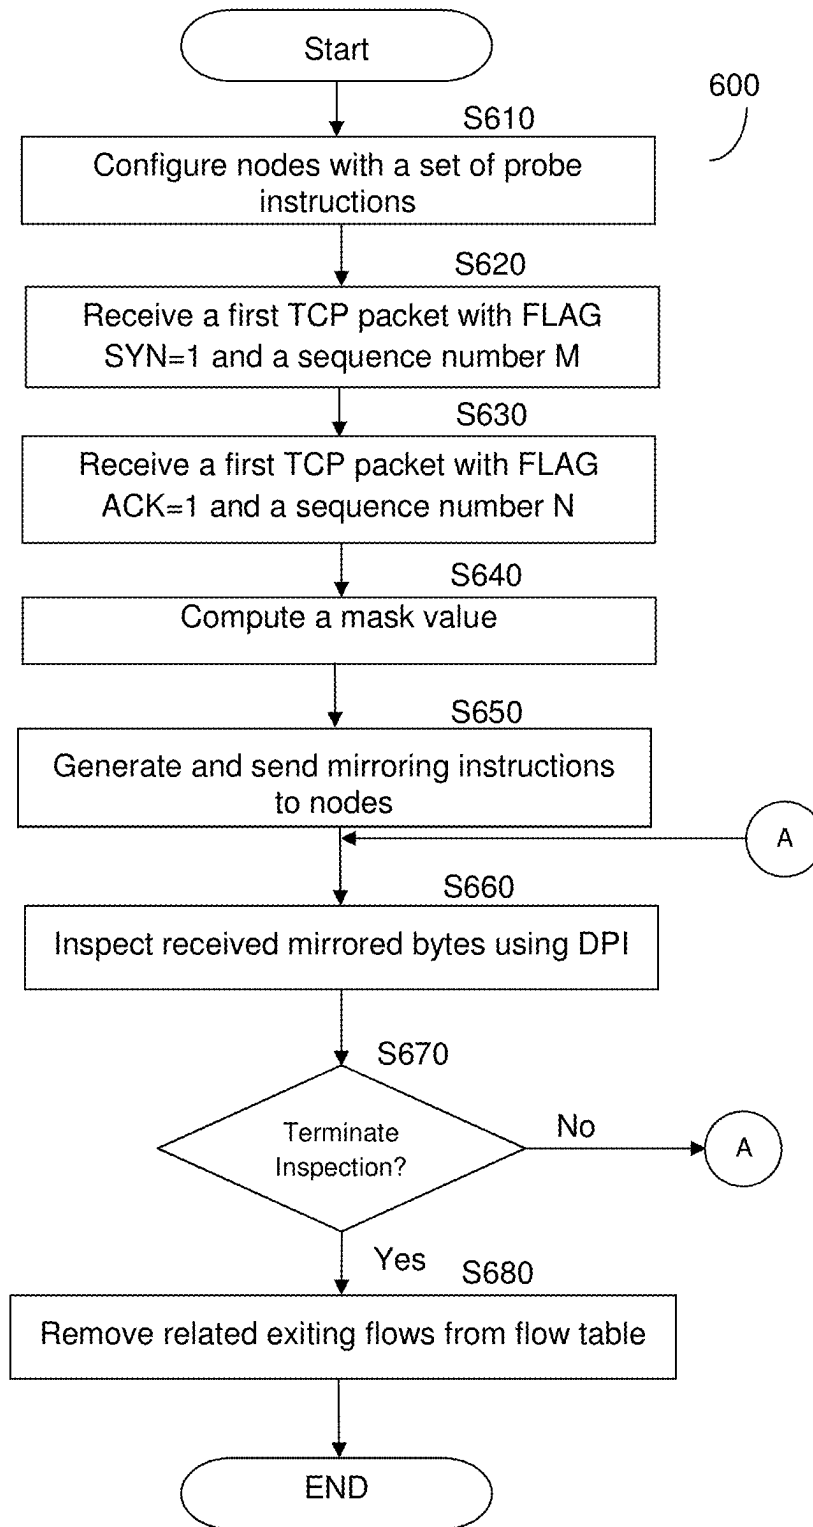 Start
600
S610
Configure nodes with a set of probe
instructions
S620
Receive a first TCP packet with FLAG
SYN=1 and a sequence number M
S630
Receive a first TCP packet with FLAG
ACK=1 and a sequence number N
S640
Compute a mask value
S650
Generate and send mirroring instructions
to nodes
A
S660
Inspect received mirrored bytes using DPI
S670
Terminate
Inspection?
No
A
Yes
S680
Remove related exiting flows from flow table
END